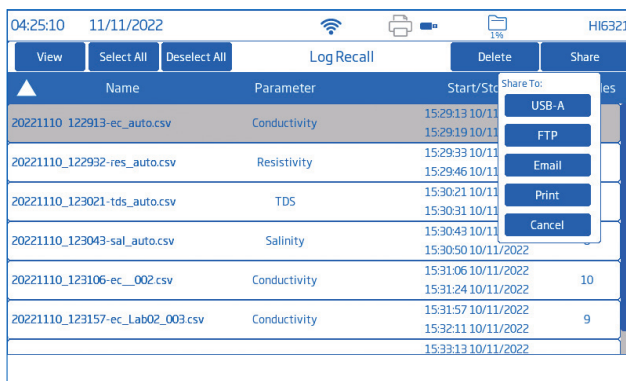 04:25:10 11/11/2022 1% HI6321
View Select All Deselect All Log Recall Delete Share
Name Parameter Start/Sto les
Share To:
USB-A
FTP
Email
Print
Cancel
20221110_122913-ec_auto.csv Conductivity 15:29:13 10/11
15:29:19 10/11
20221110_122932-res_auto.csv Resistivity 15:29:33 10/11
15:29:46 10/11
20221110_123021-tds_auto.csv TDS 15:30:21 10/11
15:30:31 10/11
20221110_123043-sal_auto.csv Salinity 15:30:43 10/11
15:30:50 10/11/2022
20221110_123106-ec__002.csv Conductivity 15:31:06 10/11/2022 10
15:31:24 10/11/2022
20221110_123157-ec_Lab02_003.csv Conductivity 15:31:57 10/11/2022 9
15:32:11 10/11/2022
15:33:13 10/11/2022